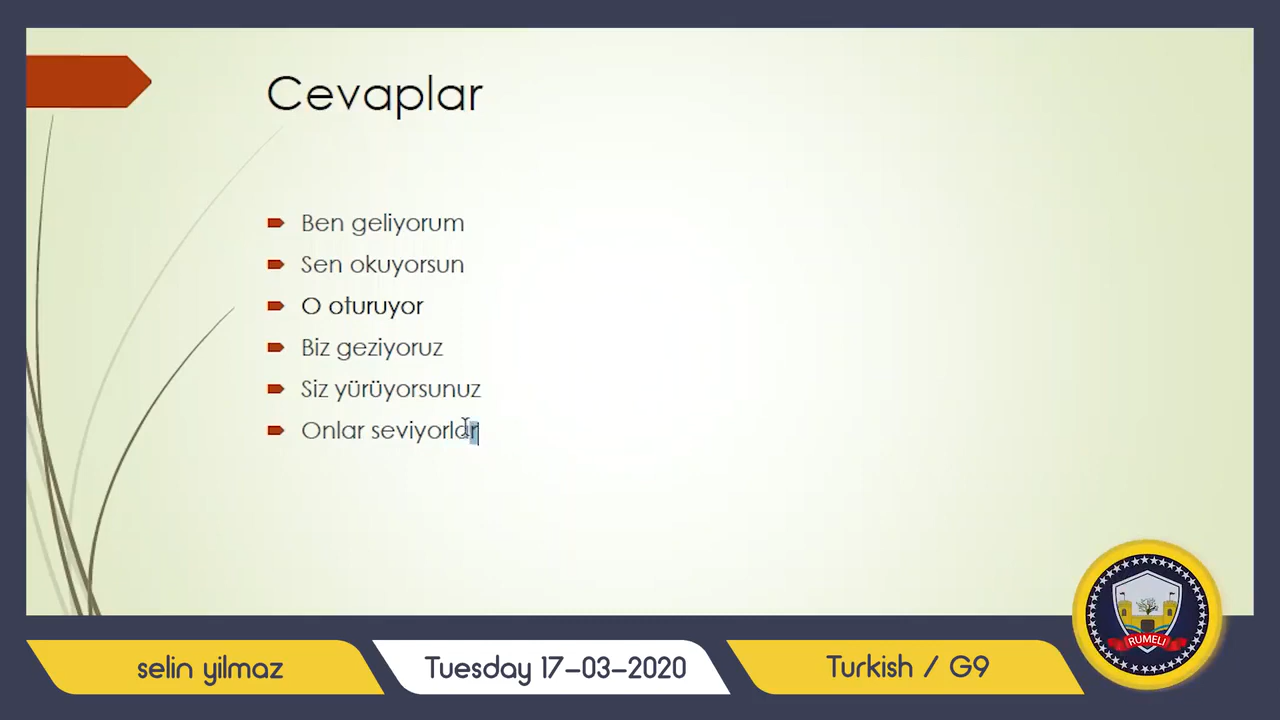 Cevaplar
Ben geliyorum
Sen okuyorsun
O oturuyor
Biz geziyoruz
Siz yürüyorsunuz
Onlar seviyorlar
RUMELİ
selin yilmaz
Tuesday 17-03-2020
Turkish / G9